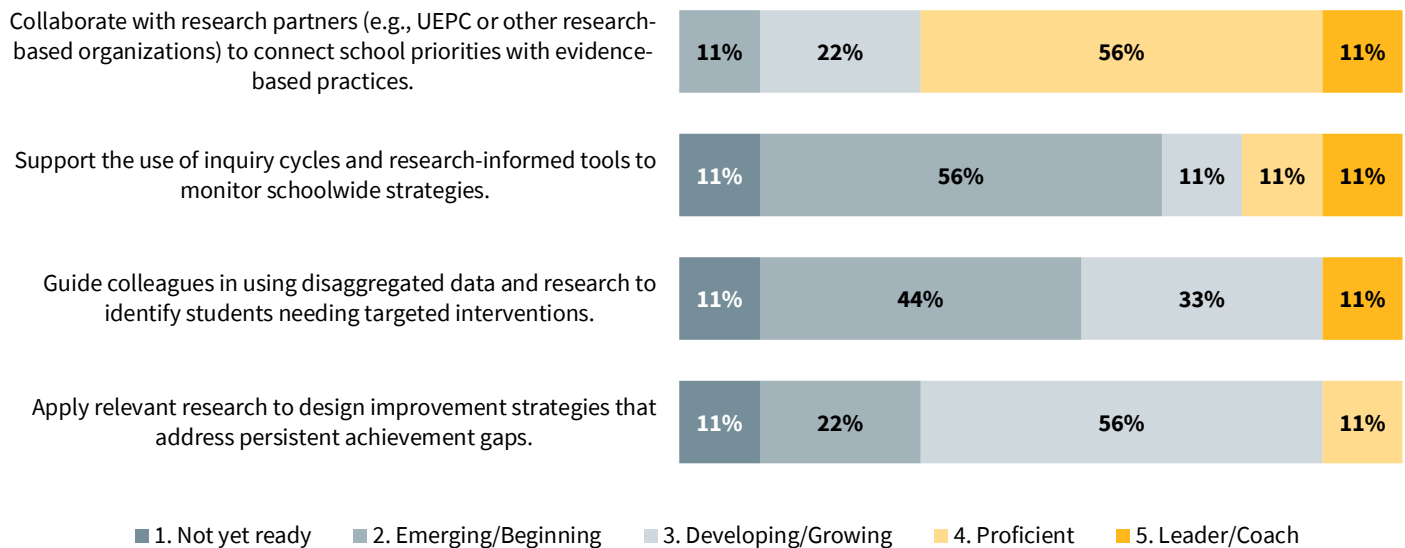 Collaborate with research partners (e.g., UEPC or other research-
based organizations) to connect school priorities with evidence-
based practices.
11% 22% 56% 11%
Support the use of inquiry cycles and research-informed tools to
monitor schoolwide strategies.
11% 56% 11% 11% 11%
Guide colleagues in using disaggregated data and research to
identify students needing targeted interventions.
11% 44% 33% 11%
Apply relevant research to design improvement strategies that
address persistent achievement gaps.
11% 22% 56% 11%
1. Not yet ready 2. Emerging/Beginning 3. Developing/Growing 4. Proficient 5. Leader/Coach